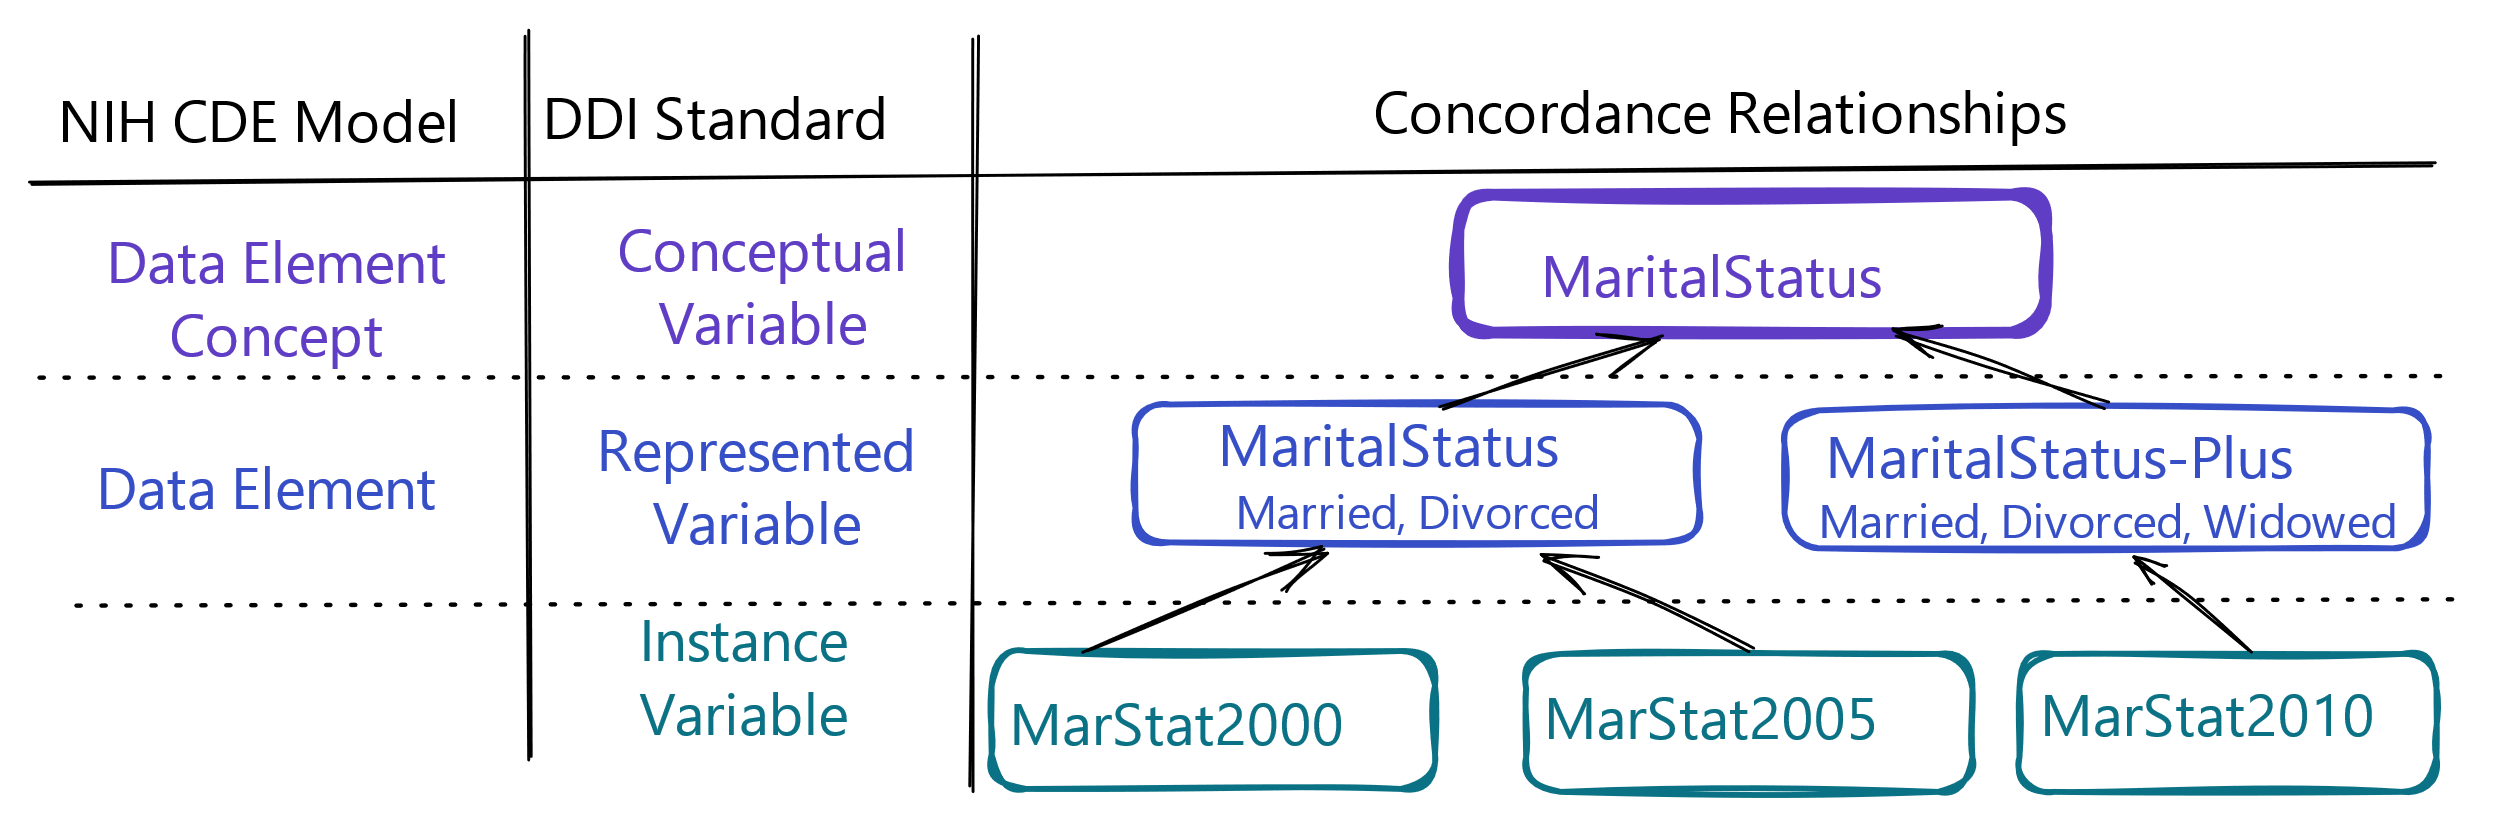 NIH CDE Model
DDI Standard
Concordance Relationships
Data Element
Concept
Conceptual
Variable
MaritalStatus
Data Element
Represented
Variable
MaritalStatus
Married, Divorced
MaritalStatus-Plus
Married, Divorced, Widowed
Instance
Variable
MarStat2000
MarStat2005
MarStat2010